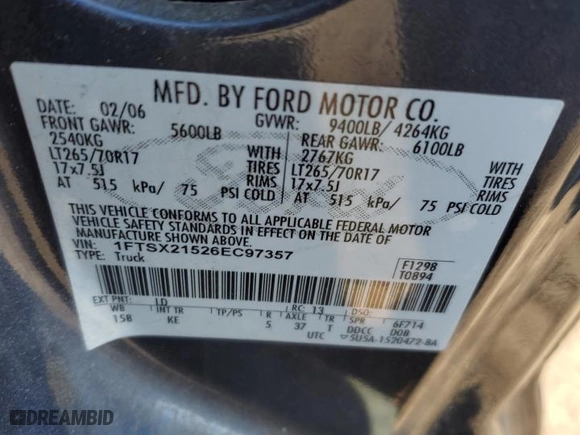 MFD. BY FORD MOTOR CO.
DATE: 02/06 GVWR: 9400LB/ 4264KG
FRONT GAWR: 5600LB REAR GAWR: 6100LB
2540KG WITH 2767KG WITH
LT265/70R17 TIRES LT265/70R17 TIRES
17x7.5J RIMS 17x7.5J RIMS
AT 515 kPa/ 75 PSI COLD AT 515 kPa/ 75 PSI COLD
THIS VEHICLE CONFORMS TO ALL APPLICABLE FEDERAL MOTOR
VEHICLE SAFETY STANDARDS IN EFFECT ON THE DATE OF
MANUFACTURE SHOWN ABOVE.
VIN: 1FTSX21526EC97357
TYPE: Truck
F1298
T0894
EXT PNT: LD RC: 13 DSO:
WB INT TR TP/PS R AXLE TR SPR 6F714
158 KE 5 37 T DDCC DOB
UTC 5U5A-1520472-BA
DREAMBID